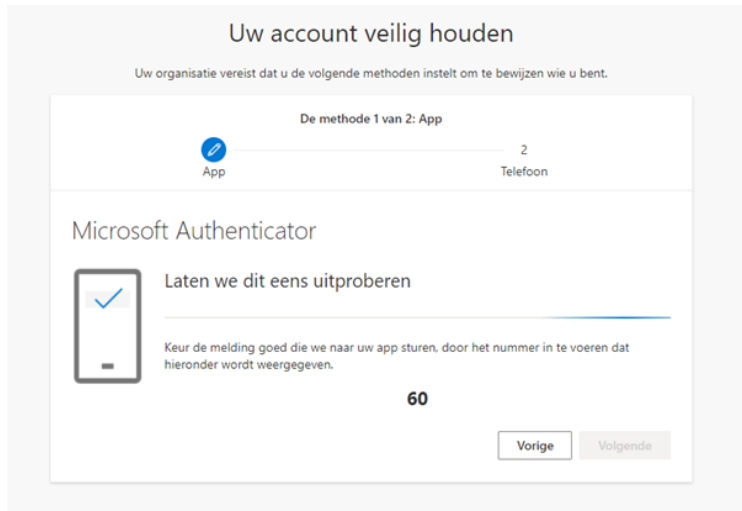 Uw account veilig houden
Uw organisatie vereist dat u de volgende methoden instelt om te bewijzen wie u bent.
De methode 1 van 2: App
App
2
Telefoon
Microsoft Authenticator
Laten we dit eens uitproberen
Keur de melding goed die we naar uw app sturen, door het nummer in te voeren dat
hieronder wordt weergegeven.
60
Vorige
Volgende